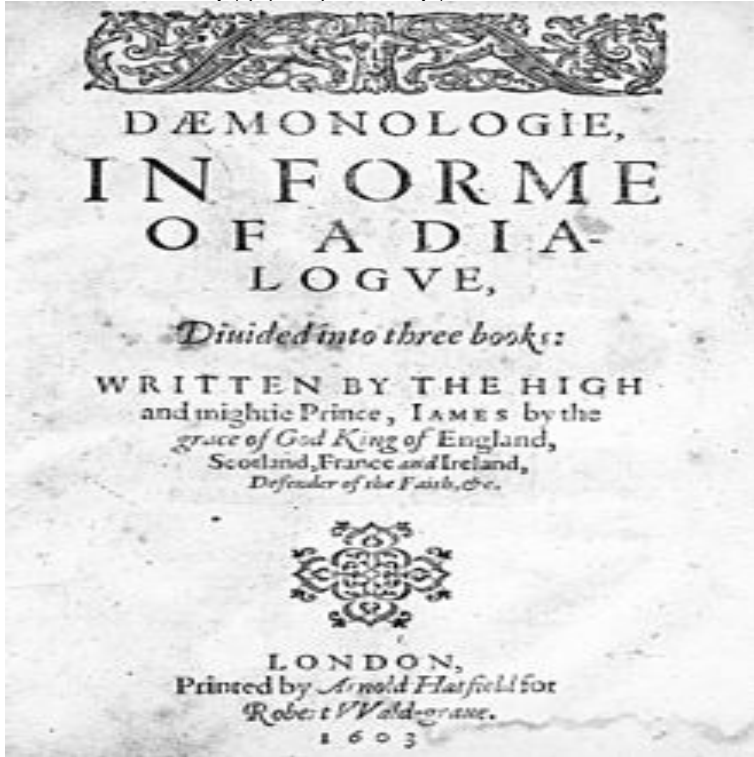 DÆMONOLOGIE,
IN FORME
OF A DIA-
LOGVE,
Diuided into three books:
WRITTEN BY THE HIGH
and mightie Prince, IAMES by the
grace of God King of England,
Scotland, France and Ireland,
Defender of the Faith, &c.
LONDON,
Printed by Arnold Hatfield for
Robert VVald-graue.
1603